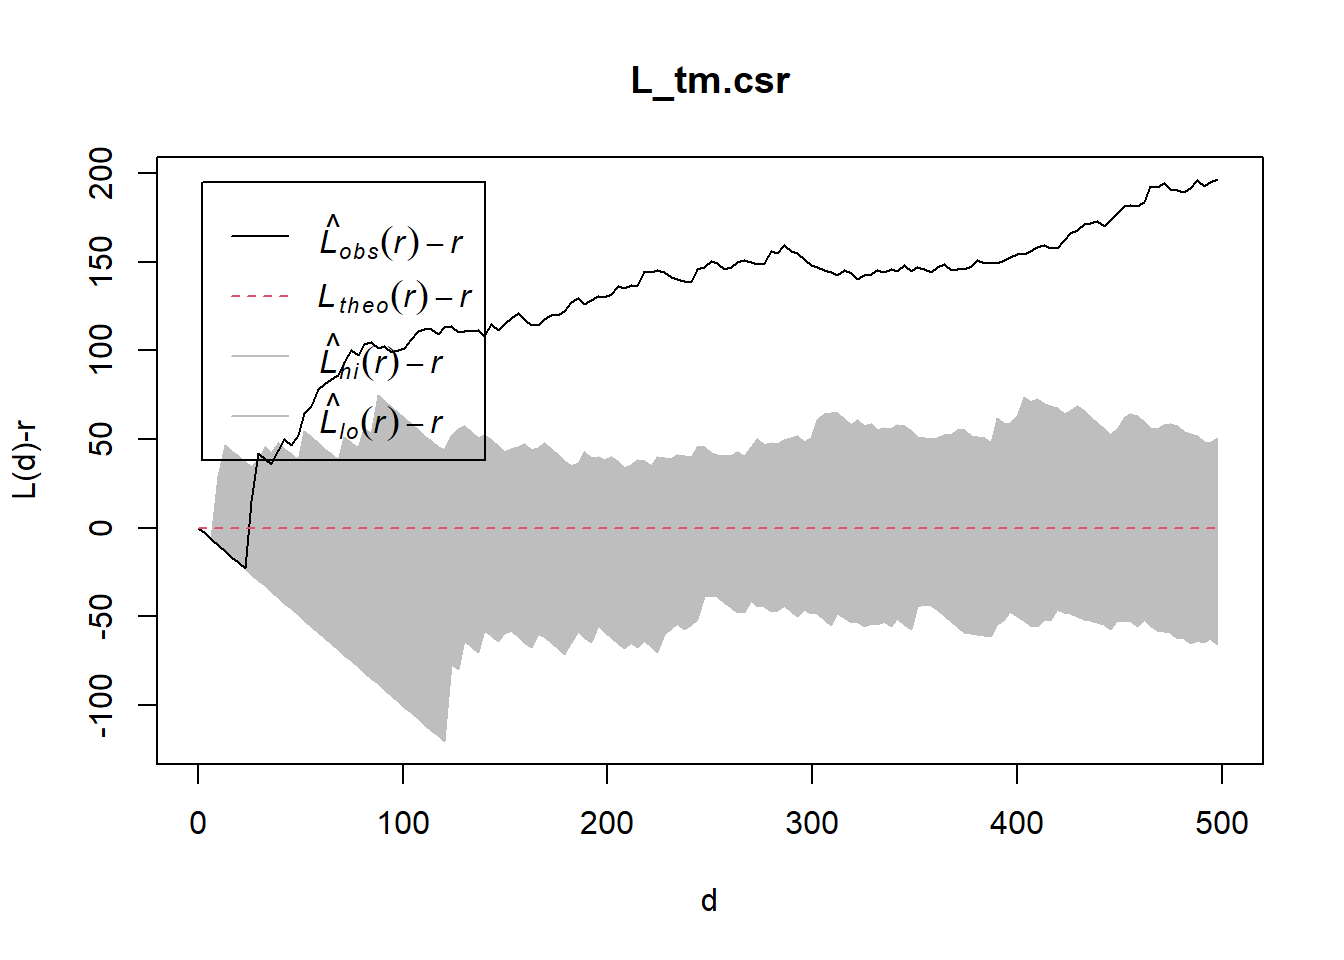 L_tm.csr
L̂obs(r) − r
Ltheo(r) − r
L̂hi(r) − r
L̂lo(r) − r
L(d)-r
200
150
100
50
0
-50
-100
0 100 200 300 400 500
d